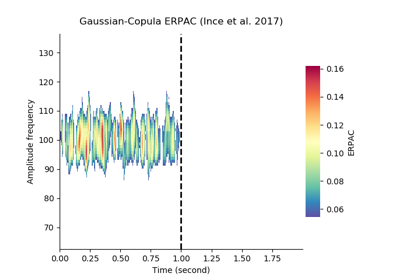 Gaussian-Copula ERPAC (Ince et al. 2017)
130
120
110
100
90
80
70
Amplitude frequency
0.00 0.25 0.50 0.75 1.00 1.25 1.50 1.75
Time (second)
0.16
0.14
0.12
0.10
0.08
0.06
ERPAC